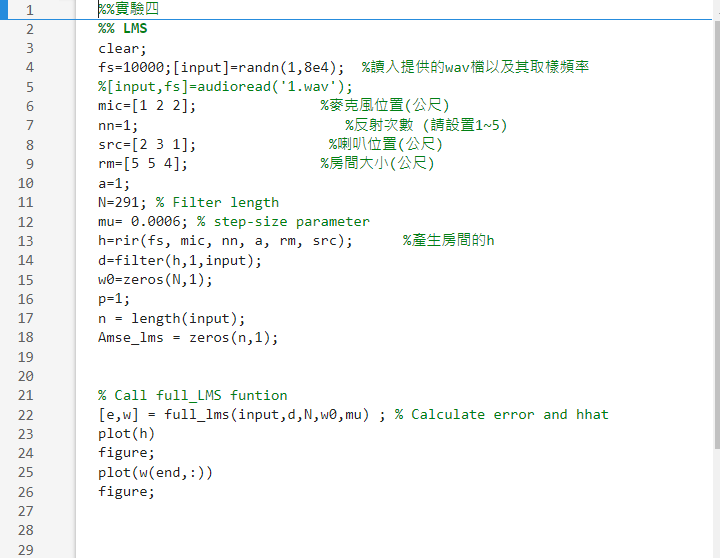 1 %%實驗四
2 %% LMS
3 clear;
4 fs=10000;[input]=randn(1,8e4); %讀入提供的wav檔以及其取樣頻率
5 %[input,fs]=audioread('1.wav');
6 mic=[1 2 2]; %麥克風位置(公尺)
7 nn=1; %反射次數 (請設置1~5)
8 src=[2 3 1]; %喇叭位置(公尺)
9 rm=[5 5 4]; %房間大小(公尺)
10 a=1;
11 N=291; % Filter length
12 mu= 0.0006; % step-size parameter
13 h=rir(fs, mic, nn, a, rm, src); %產生房間的h
14 d=filter(h,1,input);
15 w0=zeros(N,1);
16 p=1;
17 n = length(input);
18 Amse_lms = zeros(n,1);
19
20
21 % Call full_LMS funtion
22 [e,w] = full_lms(input,d,N,w0,mu) ; % Calculate error and hhat
23 plot(h)
24 figure;
25 plot(w(end,:))
26 figure;
27
28
29